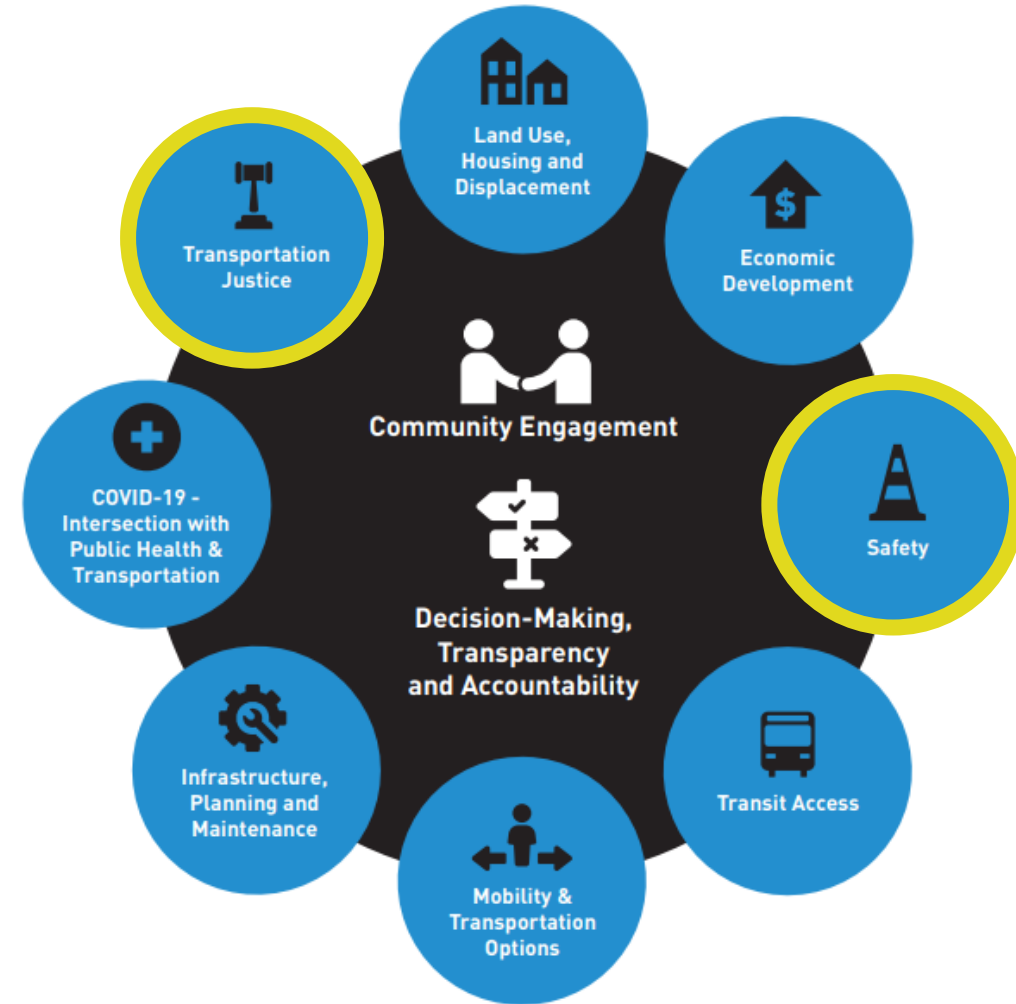 Land Use,
Housing and
Displacement
Economic
Development
Safety
Transit Access
Mobility &
Transportation
Options
Infrastructure,
Planning and
Maintenance
COVID-19 -
Intersection with
Public Health &
Transportation
Transportation
Justice
Community Engagement
Decision-Making,
Transparency
and Accountability
$